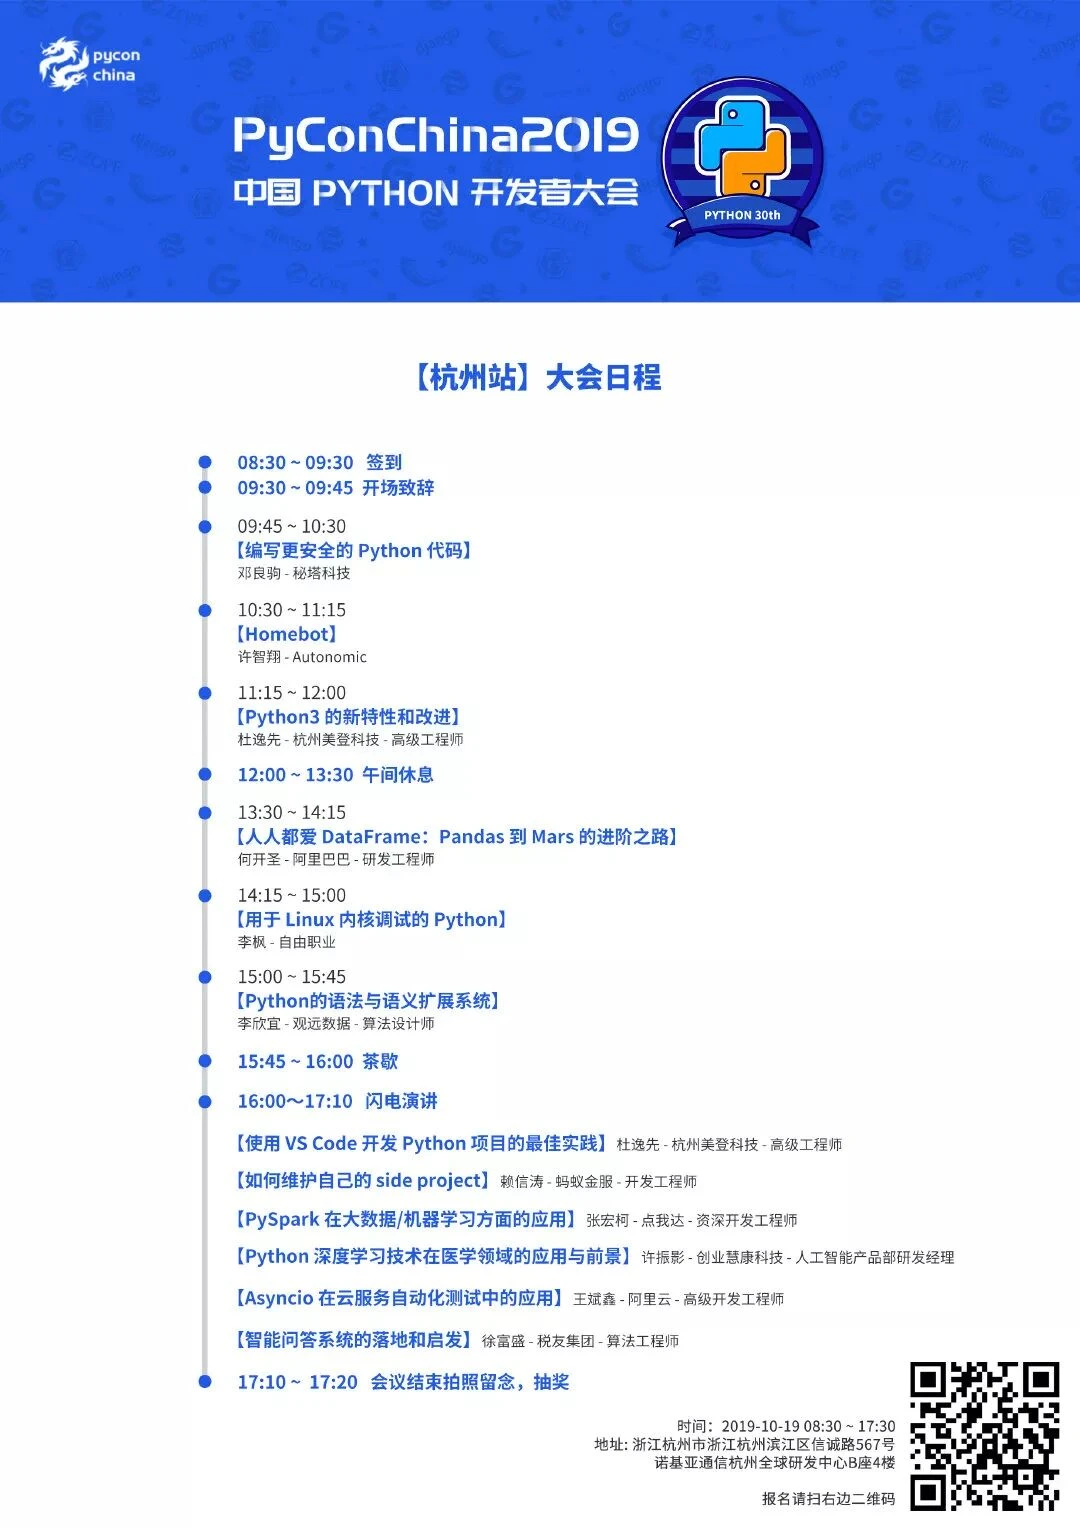 pycon
china
PyConChina2019
中国 PYTHON 开发者大会
PYTHON 30th
【杭州站】大会日程
08:30 ~ 09:30 签到
09:30 ~ 09:45 开场致辞
09:45 ~ 10:30
【编写更安全的 Python 代码】
邓良驹 - 秘塔科技
10:30 ~ 11:15
【Homebot】
许智翔 - Autonomic
11:15 ~ 12:00
【Python3 的新特性和改进】
杜逸先 - 杭州美登科技 - 高级工程师
12:00 ~ 13:30 午间休息
13:30 ~ 14:15
【人人都爱 DataFrame：Pandas 到 Mars 的进阶之路】
何开圣 - 阿里巴巴 - 研发工程师
14:15 ~ 15:00
【用于 Linux 内核调试的 Python】
李枫 - 自由职业
15:00 ~ 15:45
【Python的语法与语义扩展系统】
李欣宜 - 观远数据 - 算法设计师
15:45 ~ 16:00 茶歇
16:00～17:10 闪电演讲
【使用 VS Code 开发 Python 项目的最佳实践】杜逸先 - 杭州美登科技 - 高级工程师
【如何维护自己的 side project】赖信涛 - 蚂蚁金服 - 开发工程师
【PySpark 在大数据/机器学习方面的应用】张宏柯 - 点我达 - 资深开发工程师
【Python 深度学习技术在医学领域的应用与前景】许振影 - 创业慧康科技 - 人工智能产品部研发经理
【Asyncio 在云服务自动化测试中的应用】王斌鑫 - 阿里云 - 高级开发工程师
【智能问答系统的落地和启发】徐富盛 - 税友集团 - 算法工程师
17:10 ~ 17:20 会议结束拍照留念，抽奖
时间：2019-10-19 08:30 ~ 17:30
地址: 浙江杭州市浙江杭州滨江区信诚路567号
诺基亚通信杭州全球研发中心B座4楼
报名请扫右边二维码